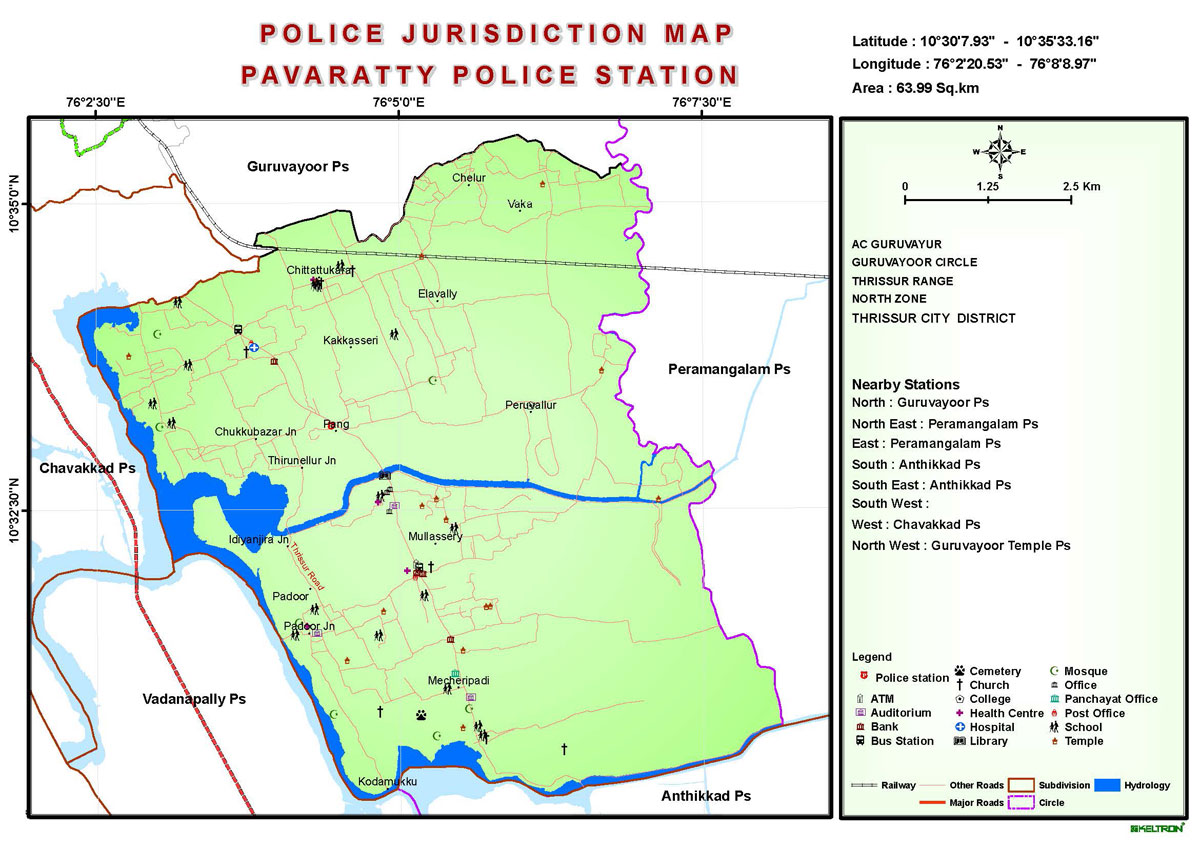 POLICE JURISDICTION MAP
PAVARATTY POLICE STATION
Latitude : 10°30'7.93" - 10°35'33.16"
Longitude : 76°2'20.53" - 76°8'8.97"
Area : 63.99 Sq.km
76°2'30"E
76°5'0"E
76°7'30"E
10°35'0"N
10°32'30"N
Guruvayoor Ps
Chelur
Vaka
Chittattukara
Elavally
Kakkasseri
Peramangalam Ps
Peruvallur
Pang
Chukkubazar Jn
Thirunellur Jn
Chavakkad Ps
Idiyanjira Jn
Mullassery
Thrissur Road
Padoor
Padoor Jn
Vadanapally Ps
Mecheripadi
Kodamukku
Anthikkad Ps
N
W
E
S
0
1.25
2.5 Km
AC GURUVAYUR
GURUVAYOOR CIRCLE
THRISSUR RANGE
NORTH ZONE
THRISSUR CITY DISTRICT
Nearby Stations
North : Guruvayoor Ps
North East : Peramangalam Ps
East : Peramangalam Ps
South : Anthikkad Ps
South East : Anthikkad Ps
South West :
West : Chavakkad Ps
North West : Guruvayoor Temple Ps
Legend
Police station
ATM
Auditorium
Bank
Bus Station
Cemetery
Church
College
Health Centre
Hospital
Library
Mosque
Office
Panchayat Office
Post Office
School
Temple
Railway
Other Roads
Subdivision
Hydrology
Major Roads
Circle
KELTRON